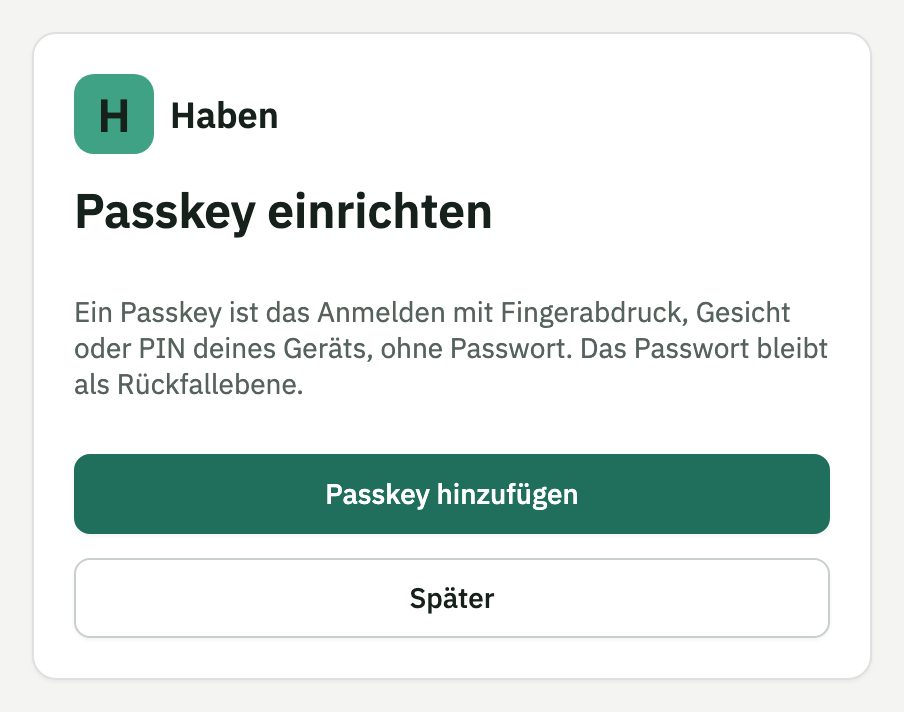 H
Haben
Passkey einrichten
Ein Passkey ist das Anmelden mit Fingerabdruck, Gesicht
oder PIN deines Geräts, ohne Passwort. Das Passwort bleibt
als Rückfallebene.
Passkey hinzufügen
Später